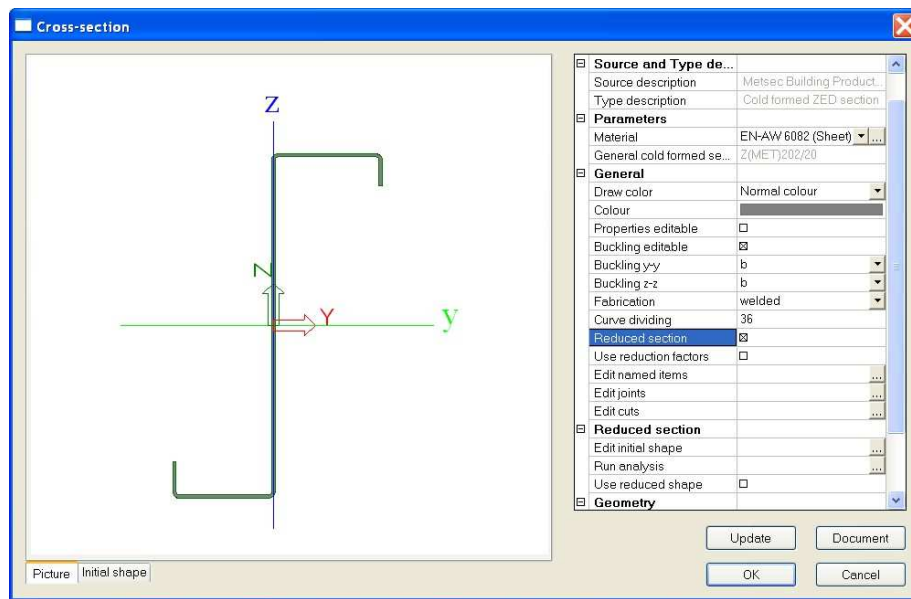 Cross-section
Z
N
Y
y
Picture
Initial shape
Source and Type de...
Source description Metsec Building Product...
Type description Cold formed ZED section
Parameters
Material EN-AW 6082 (Sheet) ...
General cold formed se... Z(MET)202/20
General
Draw color Normal colour
Colour
Properties editable
Buckling editable
Buckling y-y b
Buckling z-z b
Fabrication welded
Curve dividing 36
Reduced section
Use reduction factors
Edit named items ...
Edit joints ...
Edit cuts ...
Reduced section
Edit initial shape ...
Run analysis ...
Use reduced shape
Geometry
Update Document
OK Cancel